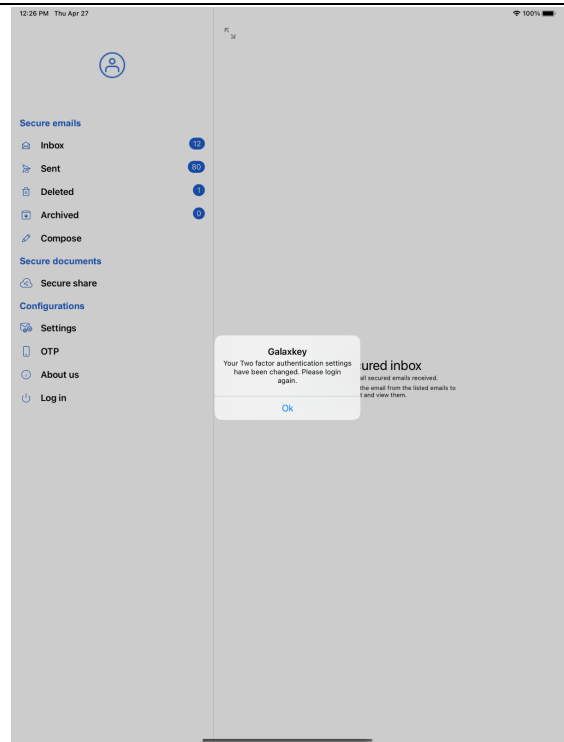 12:26 PM Thu Apr 27
100%
Secure emails
Inbox
12
Sent
80
Deleted
1
Archived
0
Compose
Secure documents
Secure share
Configurations
Settings
OTP
About us
Log in
Galaxkey
Your Two factor authentication settings
have been changed. Please login
again.
Ok
ured inbox
all secured emails received.
the email from the listed emails to
t and view them.